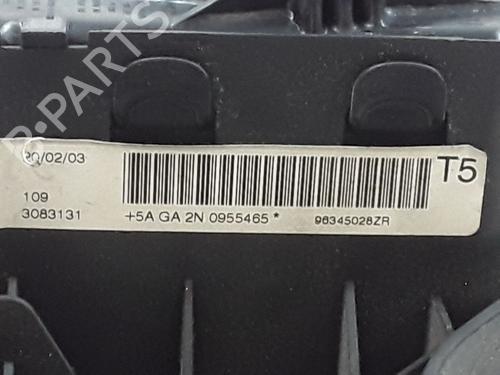 B-PARTS
20/02/03
T5
109
3083131
+5A GA 2N 0955465 *
96345028ZR